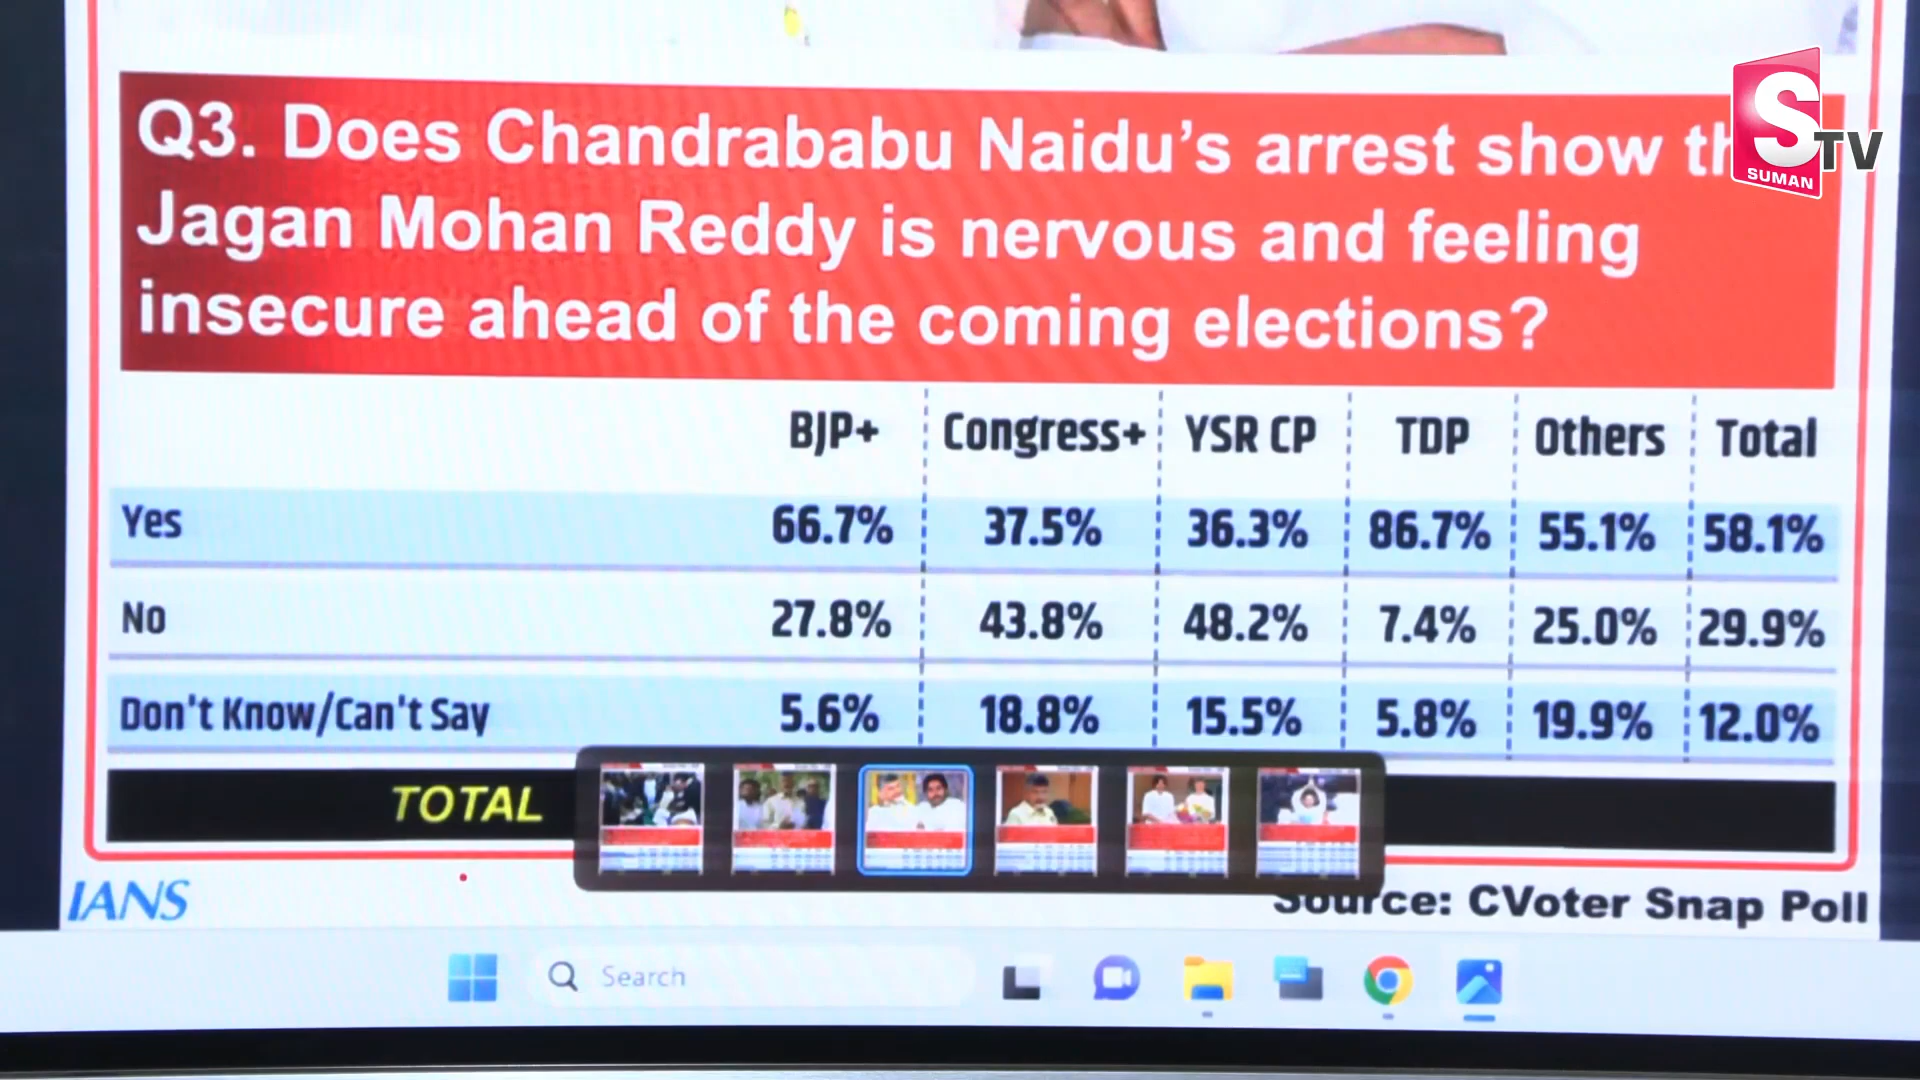 Q3. Does Chandrababu Naidu's arrest show
Jagan Mohan Reddy is nervous and feeling
insecure ahead of the coming elections?
S TV
SUMAN
BJP+ Congress+ YSR CP TDP Others Total
Yes 66.7% 37.5% 36.3% 86.7% 55.1% 58.1%
No 27.8% 43.8% 48.2% 7.4% 25.0% 29.9%
Don't Know/Can't Say 5.6% 18.8% 15.5% 5.8% 19.9% 12.0%
TOTAL
IANS
Source: CVoter Snap Poll
Search